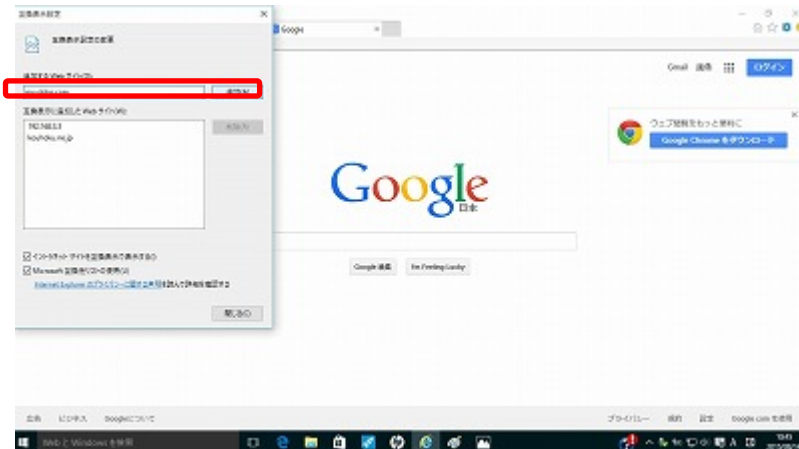 互換表示設定
Google
互換表示設定の変更
Gmail 画像
ログイン
追加する Web サイト(D):
追加(A)
互換表示に追加した Web サイト(W):
削除(R)
ウェブ閲覧をもっと便利に
Google Chrome をダウンロード
Google
日本
イントラネット サイトを互換表示で表示する(I)
Microsoft 互換性リストの使用(U)
Google 検索
I'm Feeling Lucky
閉じる(C)
広告 ビジネス Googleについて
プライバシー 規約 設定 Google.com を使用
Web と Windows を検索